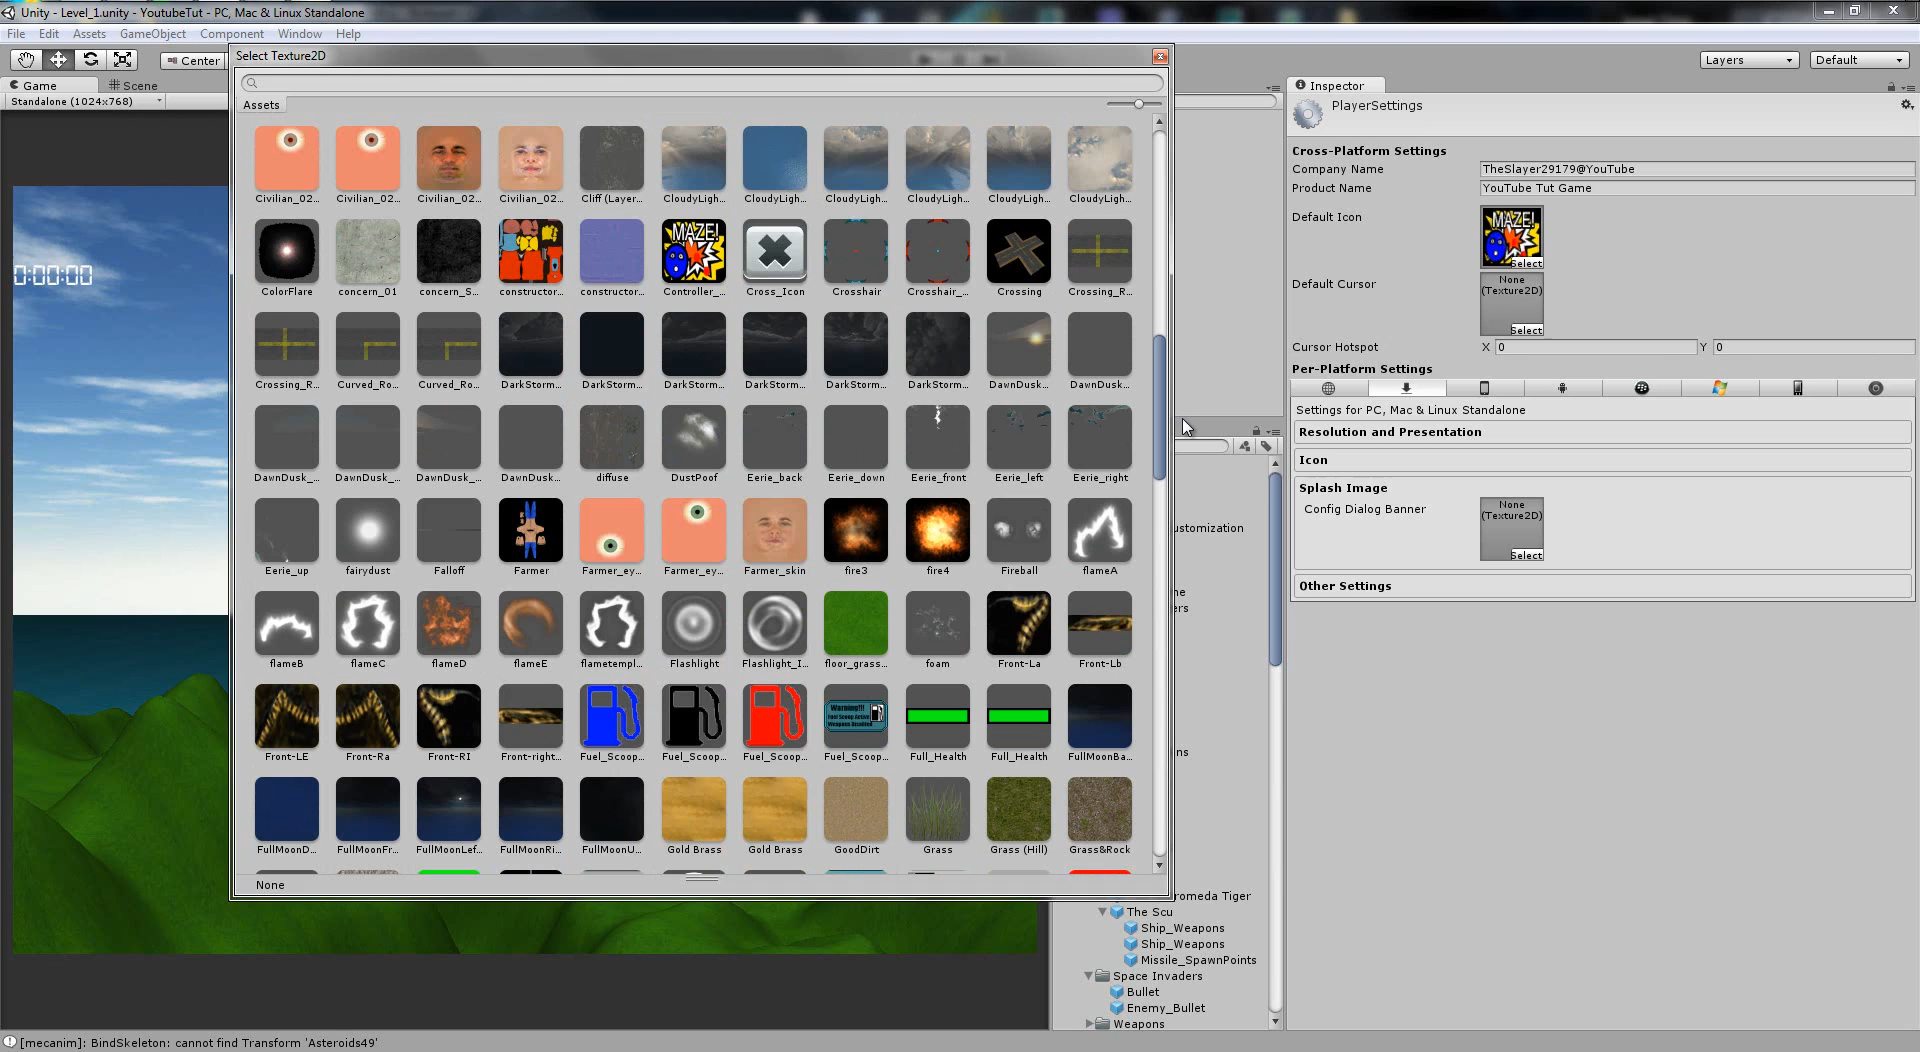 Unity - Level_1.unity - YoutubeTut - PC, Mac & Linux Standalone
File Edit Assets GameObject Component Window Help
Center
Layers
Default
Game
Scene
Standalone (1024x768)
0:00:00
Select Texture2D
Assets
Civilian_02... Civilian_02... Civilian_02... Civilian_02... Cliff (Layer... CloudyLigh... CloudyLigh... CloudyLigh... CloudyLigh... CloudyLigh... CloudyLigh...
MAZE!
ColorFlare concern_01 concern_S... constructor... constructor... Controller_... Cross_Icon Crosshair Crosshair_... Crossing Crossing_R...
Crossing_R... Curved_Ro... Curved_Ro... DarkStorm... DarkStorm... DarkStorm... DarkStorm... DarkStorm... DarkStorm... DawnDusk... DawnDusk...
DawnDusk_... DawnDusk_... DawnDusk_... DawnDusk... diffuse DustPoof Eerie_back Eerie_down Eerie_front Eerie_left Eerie_right
Eerie_up fairydust Falloff Farmer Farmer_ey... Farmer_ey... Farmer_skin fire3 fire4 Fireball flameA
flameB flameC flameD flameE flametempl... Flashlight Flashlight_I... floor_grass... foam Front-La Front-Lb
Warning!!!
Front-LE Front-Ra Front-RI Front-right... Fuel_Scoop... Fuel_Scoop... Fuel_Scoop... Fuel_Scoop... Full_Health Full_Health FullMoonBa...
FullMoonD... FullMoonFr... FullMoonLef... FullMoonRi... FullMoonU... Gold Brass Gold Brass GoodDirt Grass Grass (Hill) Grass&Rock
None
ustomization
ne
ers
ns
romeda Tiger
The Scu
Ship_Weapons
Ship_Weapons
Missile_SpawnPoints
Space Invaders
Bullet
Enemy_Bullet
Weapons
Inspector
PlayerSettings
Cross-Platform Settings
Company Name TheSlayer29179@YouTube
Product Name YouTube Tut Game
Default Icon
MAZE!
Select
Default Cursor
None
(Texture2D)
Select
Cursor Hotspot X 0 Y 0
Per-Platform Settings
Settings for PC, Mac & Linux Standalone
Resolution and Presentation
Icon
Splash Image
Config Dialog Banner
None
(Texture2D)
Select
Other Settings
[mecanim]: BindSkeleton: cannot find Transform 'Asteroids49'